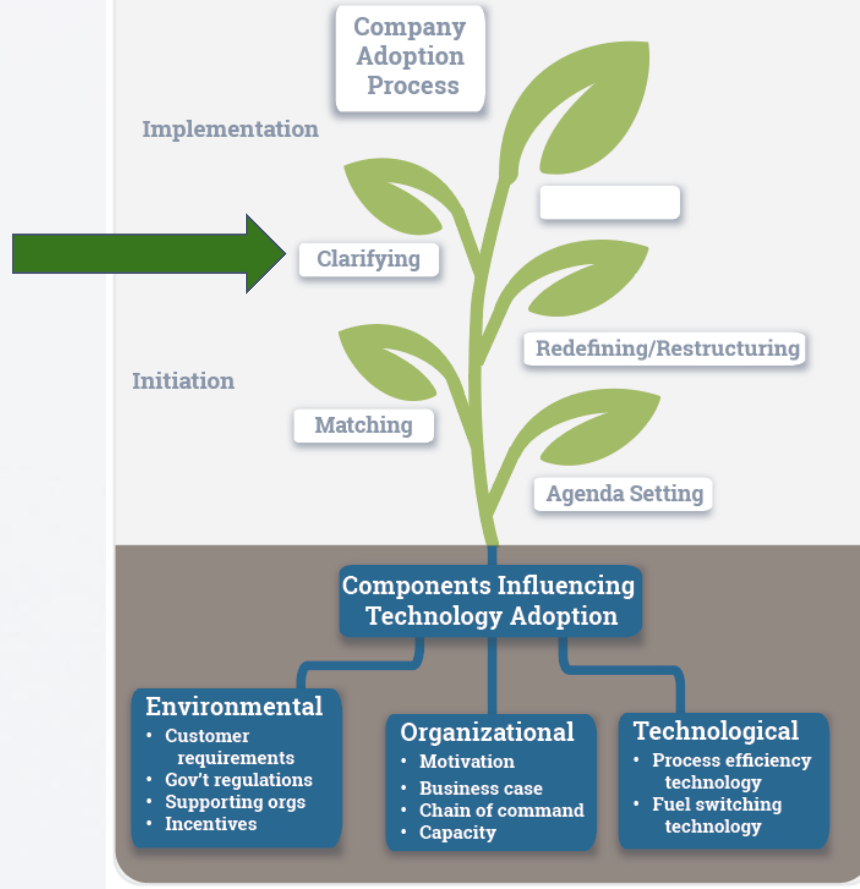 Company
Adoption
Process
Implementation
Clarifying
Redefining/Restructuring
Initiation
Matching
Agenda Setting
Components Influencing
Technology Adoption
Environmental
• Customer
requirements
• Gov't regulations
• Supporting orgs
• Incentives
Organizational
• Motivation
• Business case
• Chain of command
• Capacity
Technological
• Process efficiency
technology
• Fuel switching
technology